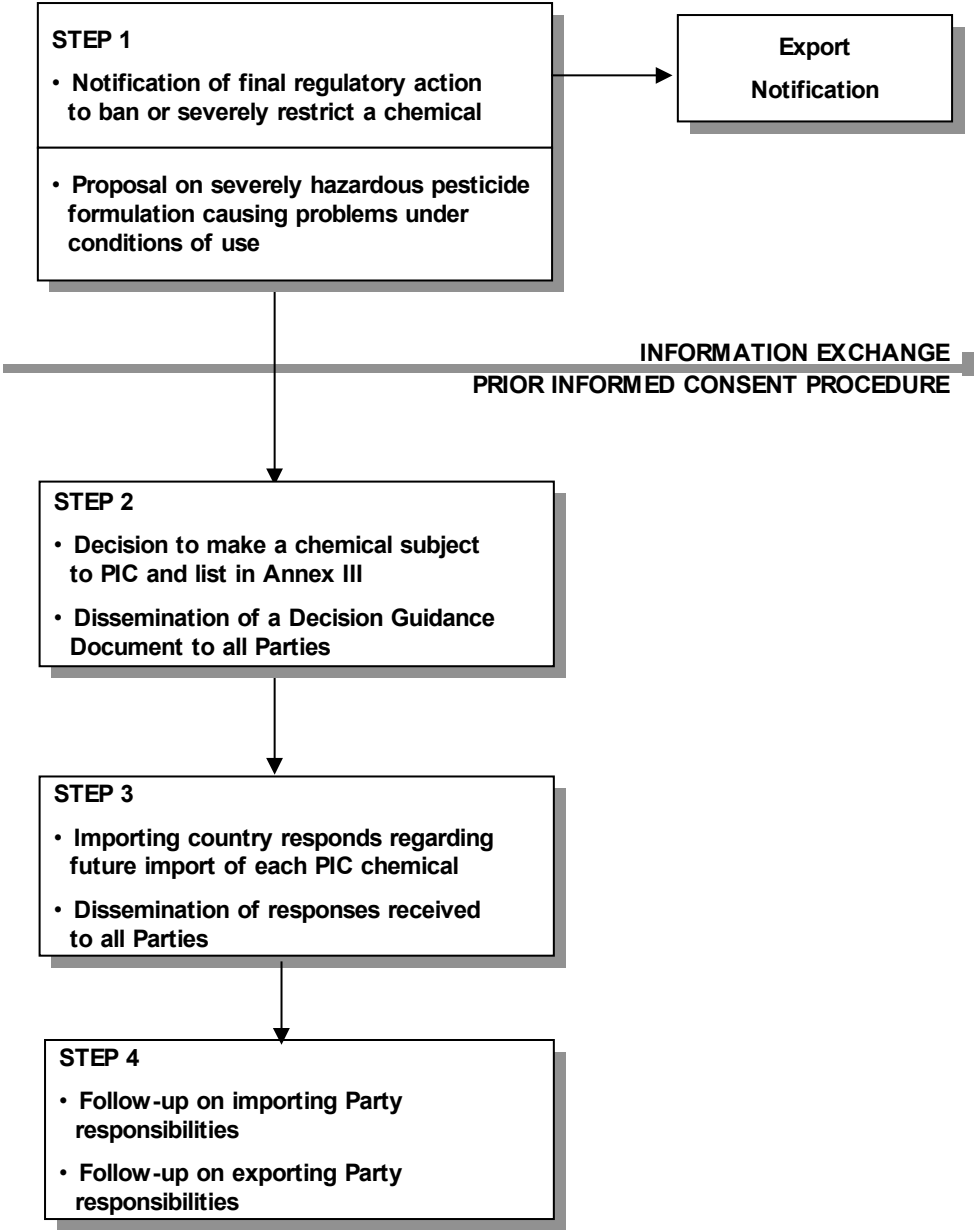 STEP 1
• Notification of final regulatory action
to ban or severely restrict a chemical
• Proposal on severely hazardous pesticide
formulation causing problems under
conditions of use
Export
Notification
INFORMATION EXCHANGE
PRIOR INFORMED CONSENT PROCEDURE
STEP 2
• Decision to make a chemical subject
to PIC and list in Annex III
• Dissemination of a Decision Guidance
Document to all Parties
STEP 3
• Importing country responds regarding
future import of each PIC chemical
• Dissemination of responses received
to all Parties
STEP 4
• Follow-up on importing Party
responsibilities
• Follow-up on exporting Party
responsibilities